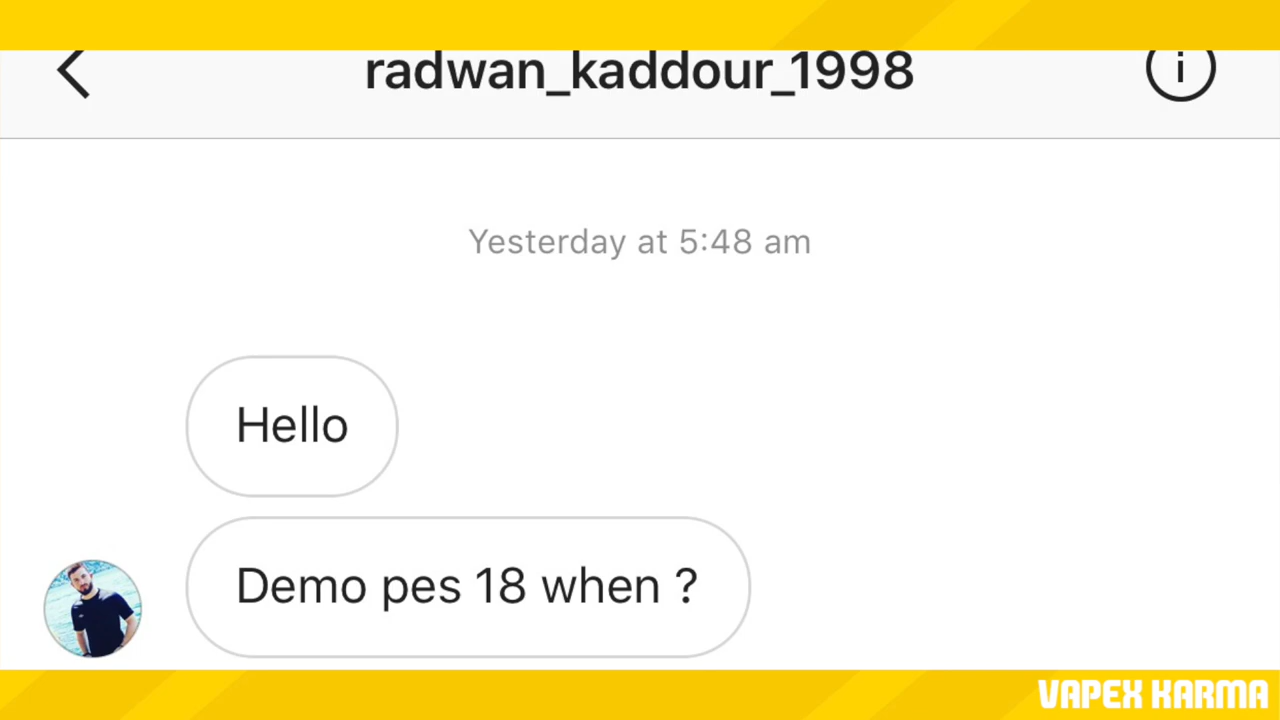 radwan_kaddour_1998
i
Yesterday at 5:48 am
Hello
Demo pes 18 when ?
VAPEX KARMA